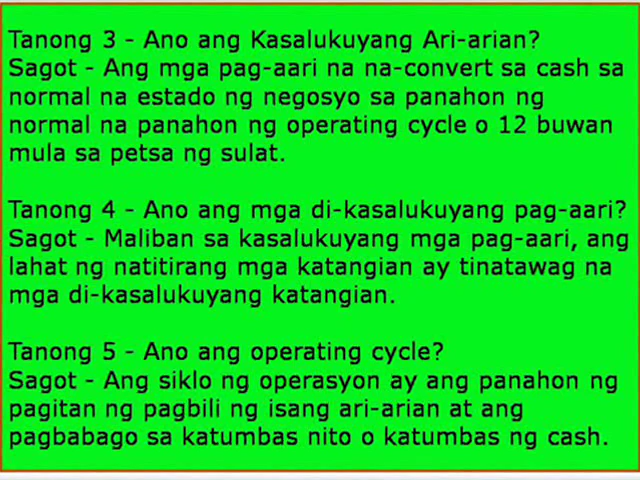 Tanong 3 - Ano ang Kasalukuyang Ari-arian?
Sagot - Ang mga pag-aari na na-convert sa cash sa
normal na estado ng negosyo sa panahon ng
normal na panahon ng operating cycle o 12 buwan
mula sa petsa ng sulat.
Tanong 4 - Ano ang mga di-kasalukuyang pag-aari?
Sagot - Maliban sa kasalukuyang mga pag-aari, ang
lahat ng natitirang mga katangian ay tinatawag na
mga di-kasalukuyang katangian.
Tanong 5 - Ano ang operating cycle?
Sagot - Ang siklo ng operasyon ay ang panahon ng
pagitan ng pagbili ng isang ari-arian at ang
pagbabago sa katumbas nito o katumbas ng cash.